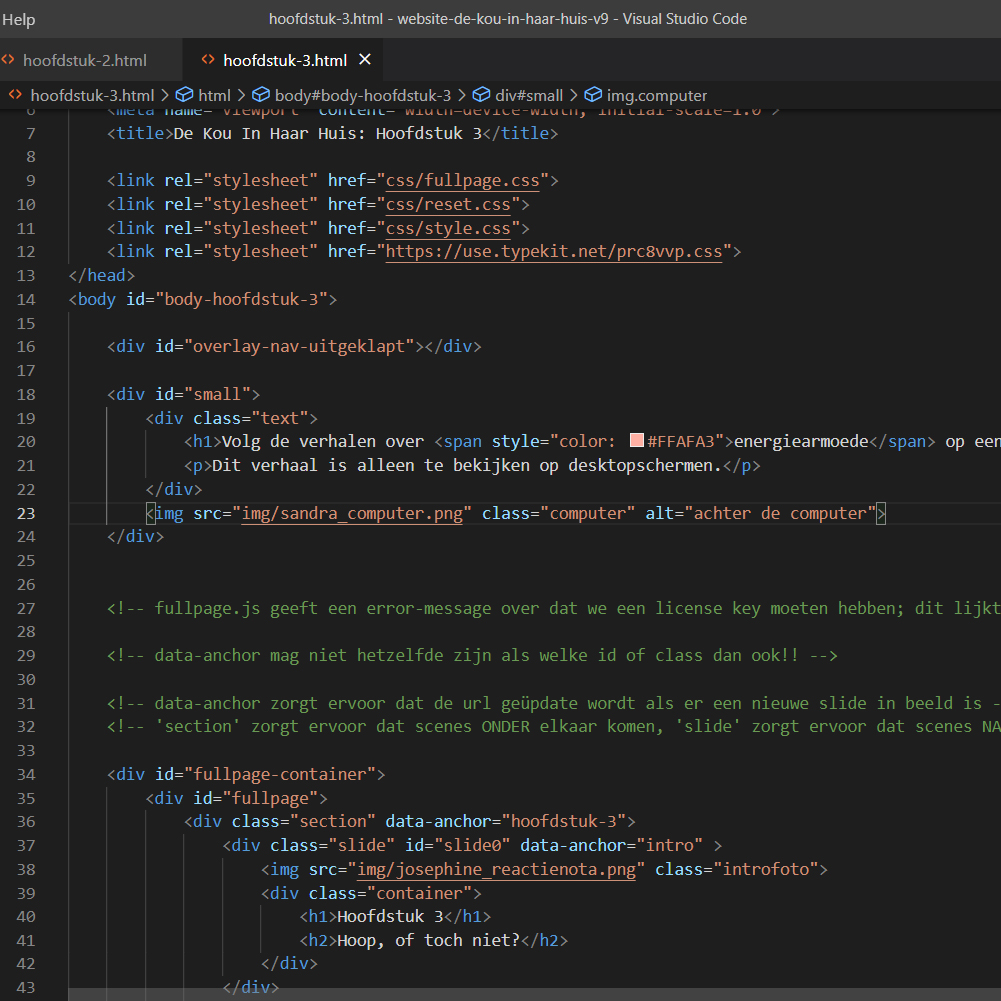 Help hoofdstuk-3.html - website-de-kou-in-haar-huis-v9 - Visual Studio Code
hoofdstuk-2.html hoofdstuk-3.html
hoofdstuk-3.html > html > body#body-hoofdstuk-3 > div#small > img.computer
6 <meta name="viewport" content="width=device-width, initial-scale=1.0">
7 <title>De Kou In Haar Huis: Hoofdstuk 3</title>
8
9 <link rel="stylesheet" href="css/fullpage.css">
10 <link rel="stylesheet" href="css/reset.css">
11 <link rel="stylesheet" href="css/style.css">
12 <link rel="stylesheet" href="https://use.typekit.net/prc8vvp.css">
13 </head>
14 <body id="body-hoofdstuk-3">
15
16 <div id="overlay-nav-uitgeklapt"></div>
17
18 <div id="small">
19 <div class="text">
20 <h1>Volg de verhalen over <span style="color: #FFAFA3">energiearmoede</span> op een
21 <p>Dit verhaal is alleen te bekijken op desktopschermen.</p>
22 </div>
23 <img src="img/sandra_computer.png" class="computer" alt="achter de computer">
24 </div>
25
26
27 <!-- fullpage.js geeft een error-message over dat we een license key moeten hebben; dit lijkt
28
29 <!-- data-anchor mag niet hetzelfde zijn als welke id of class dan ook!! -->
30
31 <!-- data-anchor zorgt ervoor dat de url geüpdate wordt als er een nieuwe slide in beeld is -
32 <!-- 'section' zorgt ervoor dat scenes ONDER elkaar komen, 'slide' zorgt ervoor dat scenes NA
33
34 <div id="fullpage-container">
35 <div id="fullpage">
36 <div class="section" data-anchor="hoofdstuk-3">
37 <div class="slide" id="slide0" data-anchor="intro" >
38 <img src="img/josephine_reactienota.png" class="introfoto">
39 <div class="container">
40 <h1>Hoofdstuk 3</h1>
41 <h2>Hoop, of toch niet?</h2>
42 </div>
43 </div>